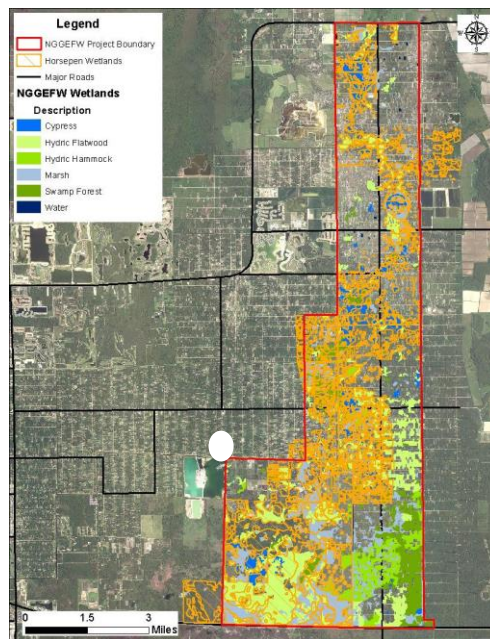 Legend
NGGEFW Project Boundary
Horsepen Wetlands
Major Roads
NGGEFW Wetlands
Description
Cypress
Hydric Flatwood
Hydric Hammock
Marsh
Swamp Forest
Water
N
0 1.5 3
Miles